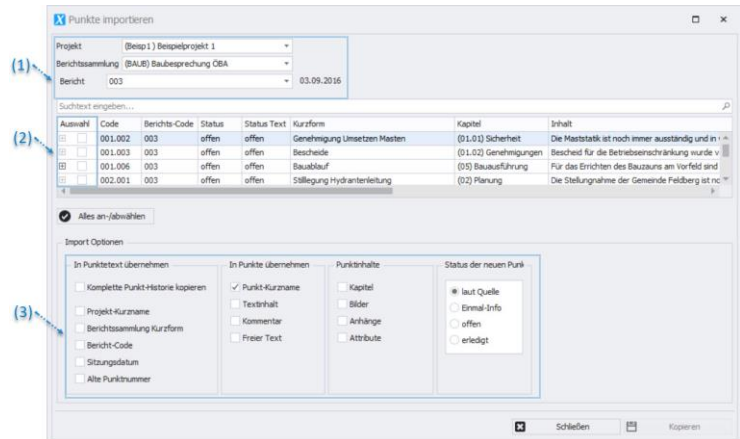 Punkte importieren
Projekt (Beisp1) Beispielprojekt 1
(1) Berichtssammlung (BAUB) Baubesprechung ÖBA
Bericht 003 03.09.2016
Suchtext eingeben...
Auswahl Code Berichts-Code Status Status Text Kurzform Kapitel Inhalt
(2) 001.002 003 offen offen Genehmigung Umsetzen Masten (01.01) Sicherheit Die Maststatik ist noch immer ausständig und in
001.003 003 offen offen Bescheide (01.02) Genehmigungen Bescheid für die Betriebseinschränkung wurde v
001.006 003 offen offen Bauablauf (05) Bauausführung Für das Errichten des Bauzauns am Vorfeld sind
002.001 003 offen offen Stilllegung Hydrantenleitung (02) Planung Die Stellungnahme der Gemeinde Feldberg ist
Alles an-/abwählen
Import Optionen
In Punktetext übernehmen In Punkte übernehmen Punktinhalte Status der neuen Punk
Komplette Punkt-Historie kopieren Punkt-Kurzname Kapitel laut Quelle
Projekt-Kurzname Textinhalt Bilder Einmal-Info
(3) Berichtssammlung Kurzform Kommentar Anhänge offen
Bericht-Code Freier Text Attribute erledigt
Sitzungsdatum
Alte Punktnummer
Schließen Kopieren